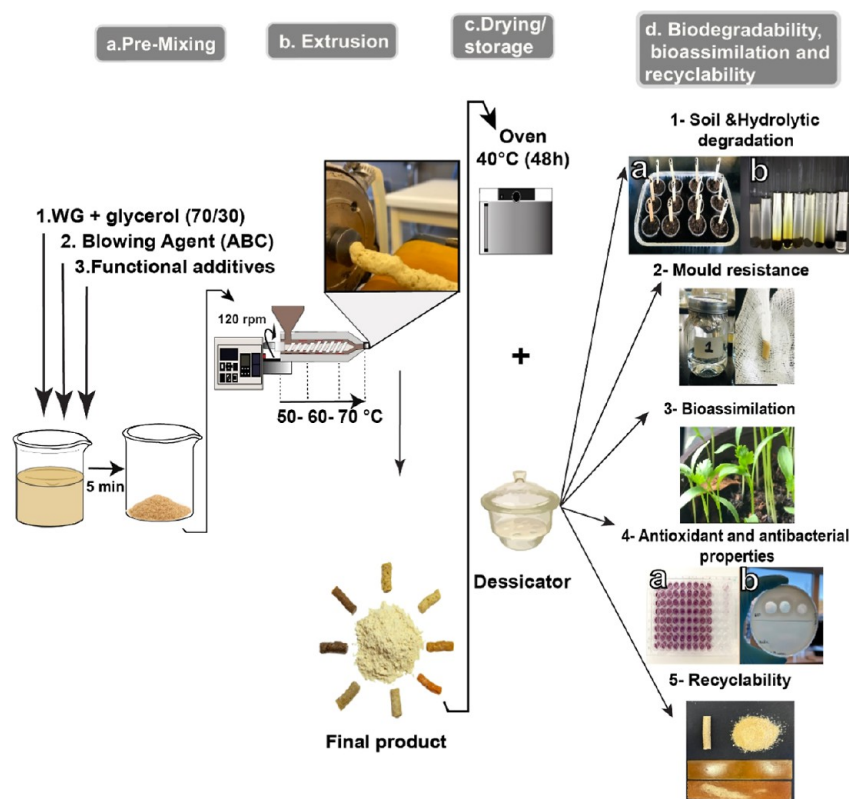 a.Pre-Mixing
b. Extrusion
c.Drying/
storage
d. Biodegradability,
bioassimilation and
recyclability
1.WG + glycerol (70/30)
2. Blowing Agent (ABC)
3.Functional additives
5 min
120 rpm
50- 60- 70 °C
Final product
Oven
40°C (48h)
+
Dessicator
1- Soil &Hydrolytic
degradation
a
b
2- Mould resistance
1
3- Bioassimilation
4- Antioxidant and antibacterial
properties
a
b
5- Recyclability